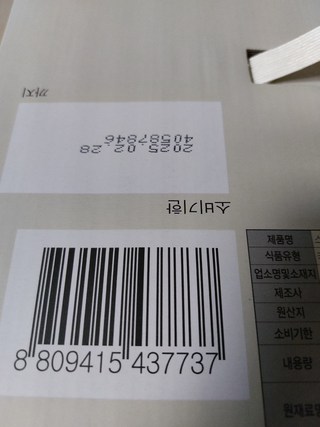 소비기한
2025.02.28
40587846
까지
8 809415 437737
제품명
식품유형
업소명및소재지
제조사
원산지
소비기한
내용량